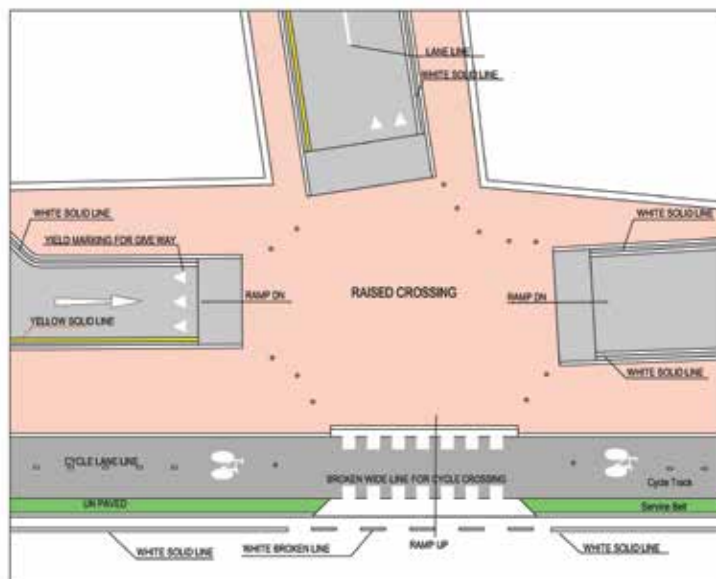 LANE LINE
WHITE SOLID LINE
WHITE SOLID LINE
WHITE SOLID LINE
YIELD MARKING FOR GIVE WAY
RAMP DN
RAISED CROSSING
RAMP DN
YELLOW SOLID LINE
WHITE SOLID LINE
CYCLE LANE LINE
BROKEN WIDE LINE FOR CYCLE CROSSING
Cycle Track
UN PAVED
Service Belt
WHITE SOLID LINE
WHITE BROKEN LINE
RAMP UP
WHITE SOLID LINE